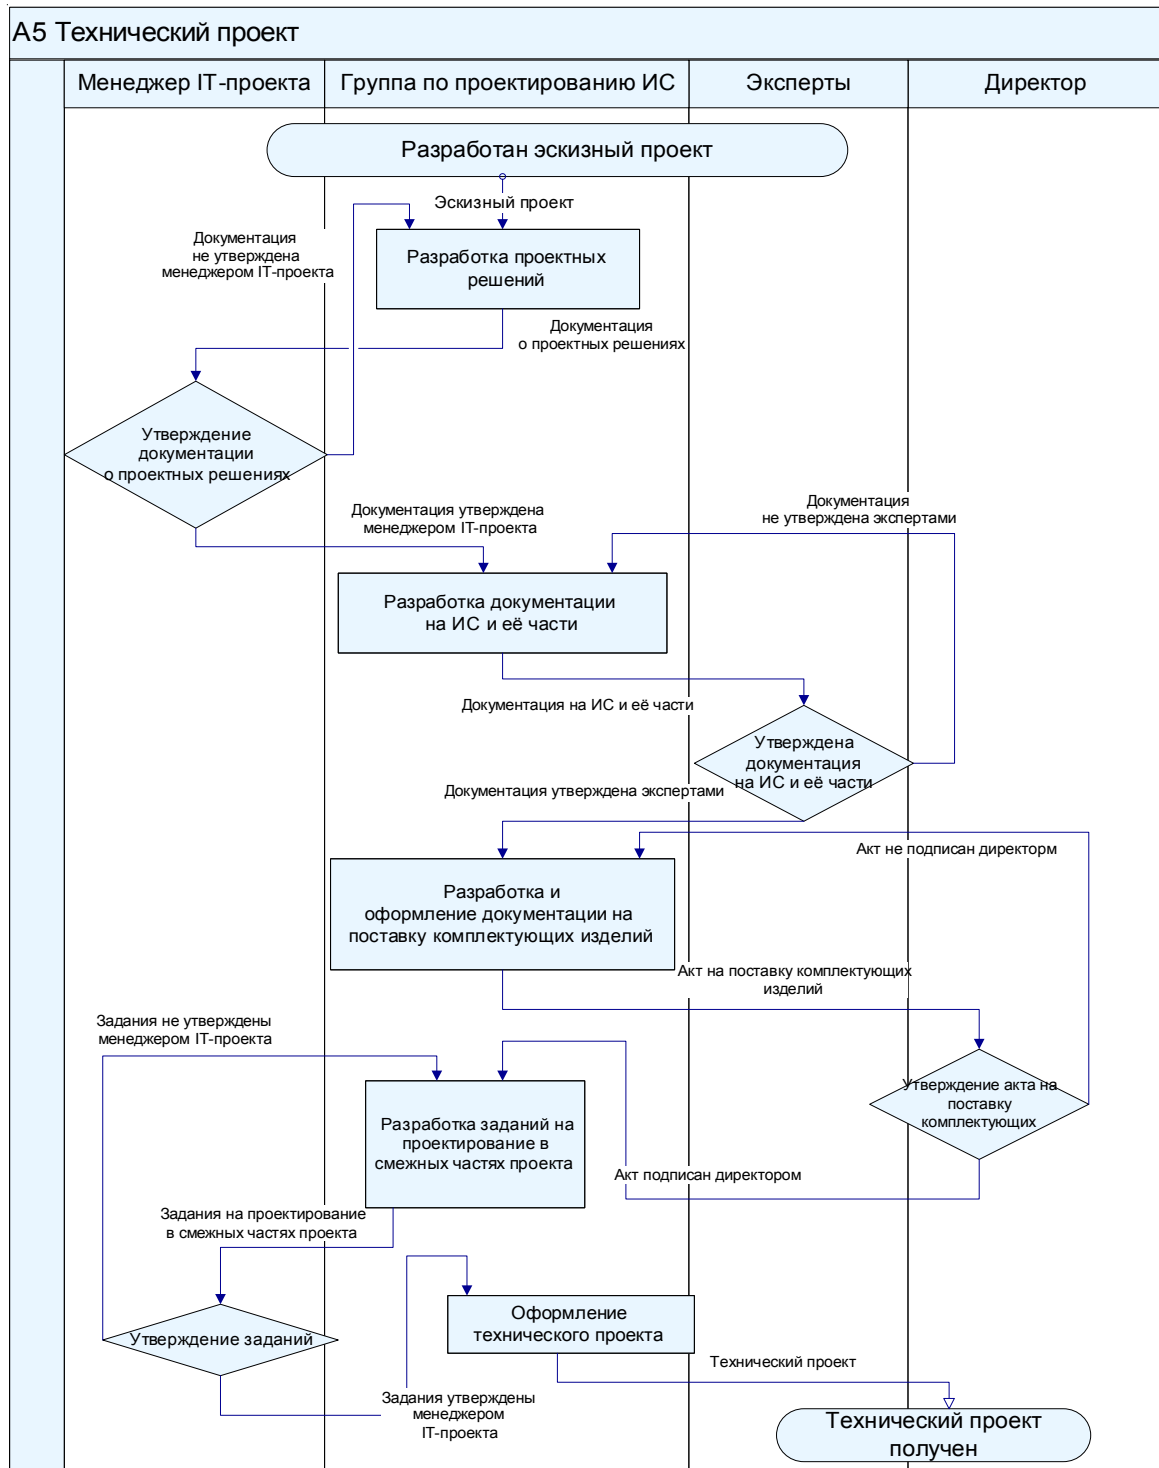 А5 Технический проект
Менеджер IT-проекта
Группа по проектированию ИС
Эксперты
Директор
Разработан эскизный проект
Эскизный проект
Документация
не утверждена
менеджером IT-проекта
Разработка проектных
решений
Документация
о проектных решениях
Утверждение
документации
о проектных решениях
Документация утверждена
менеджером IT-проекта
Документация
не утверждена экспертами
Разработка документации
на ИС и её части
Документация на ИС и её части
Утверждена
документация
на ИС и её части
Документация утверждена экспертами
Акт не подписан директорм
Разработка и
оформление документации на
поставку комплектующих изделий
Акт на поставку комплектующих
изделий
Задания не утверждены
менеджером IT-проекта
Утверждение акта на
поставку
комплектующих
Разработка заданий на
проектирование в
смежных частях проекта
Акт подписан директором
Задания на проектирование
в смежных частях проекта
Утверждение заданий
Оформление
технического проекта
Технический проект
Задания утверждены
менеджером
IT-проекта
Технический проект
получен